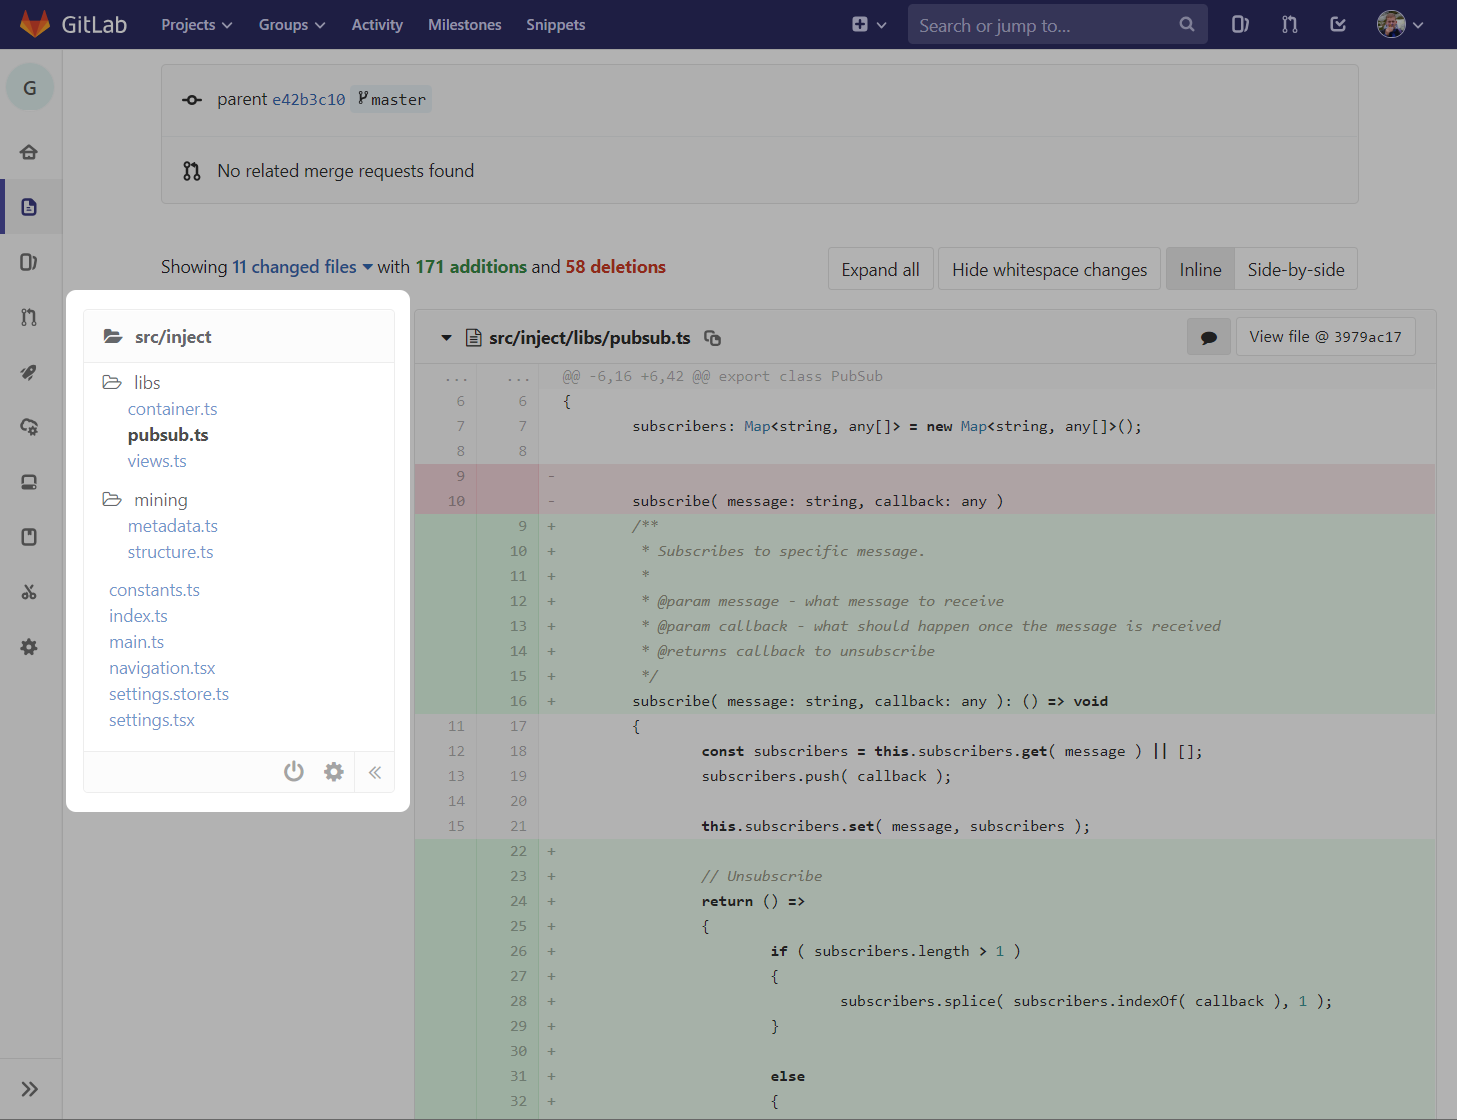 GitLab Projects Groups Activity Milestones Snippets Search or jump to...
G
parent e42b3c10 master
No related merge requests found
Showing 11 changed files with 171 additions and 58 deletions
Expand all Hide whitespace changes Inline Side-by-side
src/inject
libs
container.ts
pubsub.ts
views.ts
mining
metadata.ts
structure.ts
constants.ts
index.ts
main.ts
navigation.tsx
settings.store.ts
settings.tsx
src/inject/libs/pubsub.ts View file @ 3979ac17
... ... @@ -6,16 +6,42 @@ export class PubSub
6 6 {
7 7 subscribers: Map<string, any[]> = new Map<string, any[]>();
8 8
9 -
10 - subscribe( message: string, callback: any )
9 + /**
10 + * Subscribes to specific message.
11 + *
12 + * @param message - what message to receive
13 + * @param callback - what should happen once the message is received
14 + * @returns callback to unsubscribe
15 + */
16 + subscribe( message: string, callback: any ): () => void
11 17 {
12 18 const subscribers = this.subscribers.get( message ) || [];
13 19 subscribers.push( callback );
14 20
15 21 this.subscribers.set( message, subscribers );
22 +
23 + // Unsubscribe
24 + return () =>
25 + {
26 + if ( subscribers.length > 1 )
27 + {
28 + subscribers.splice( subscribers.indexOf( callback ), 1 );
29 + }
30 +
31 + else
32 + {